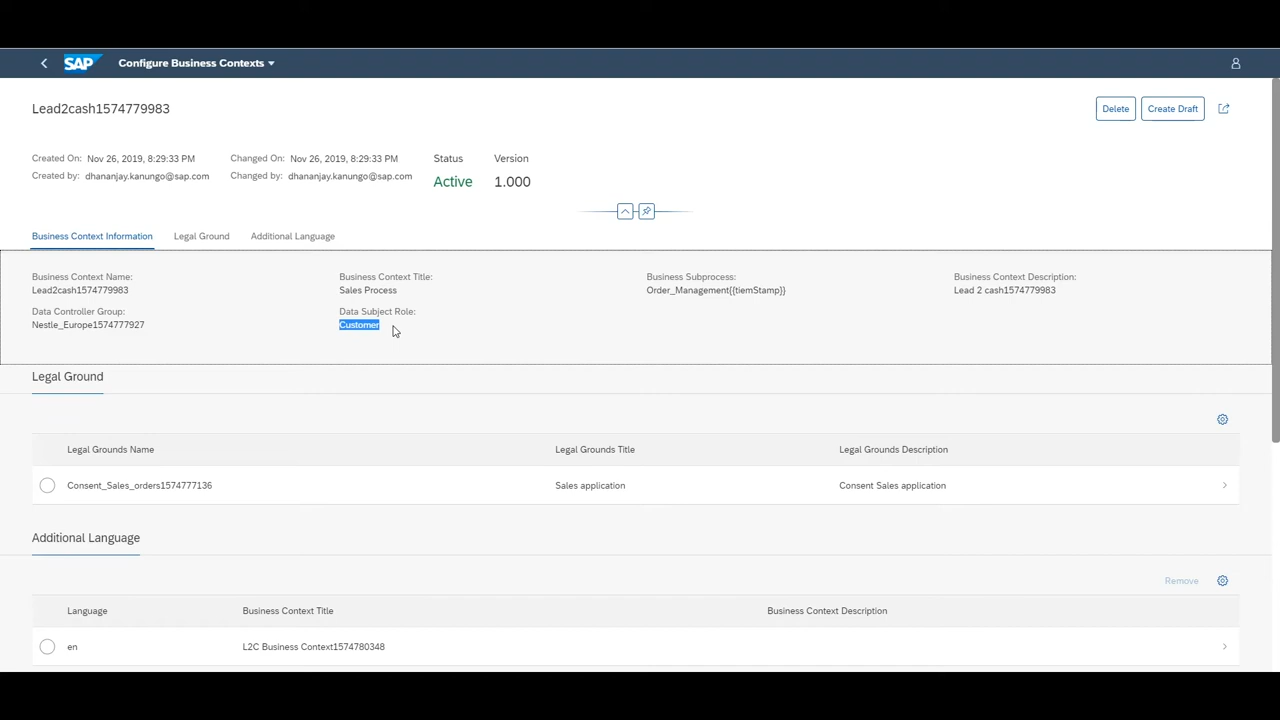 SAP Configure Business Contexts
Lead2cash1574779983
Delete Create Draft
Created On: Nov 26, 2019, 8:29:33 PM Changed On: Nov 26, 2019, 8:29:33 PM Status Version
Created by: dhananjay.kanungo@sap.com Changed by: dhananjay.kanungo@sap.com Active 1.000
Business Context Information Legal Ground Additional Language
Business Context Name: Business Context Title: Business Subprocess: Business Context Description:
Lead2cash1574779983 Sales Process Order_Management{{tiemStamp}} Lead 2 cash1574779983
Data Controller Group: Data Subject Role:
Nestle_Europe1574777927 Customer
Legal Ground
Legal Grounds Name Legal Grounds Title Legal Grounds Description
Consent_Sales_orders1574777136 Sales application Consent Sales application
Additional Language
Remove
Language Business Context Title Business Context Description
en L2C Business Context1574780348